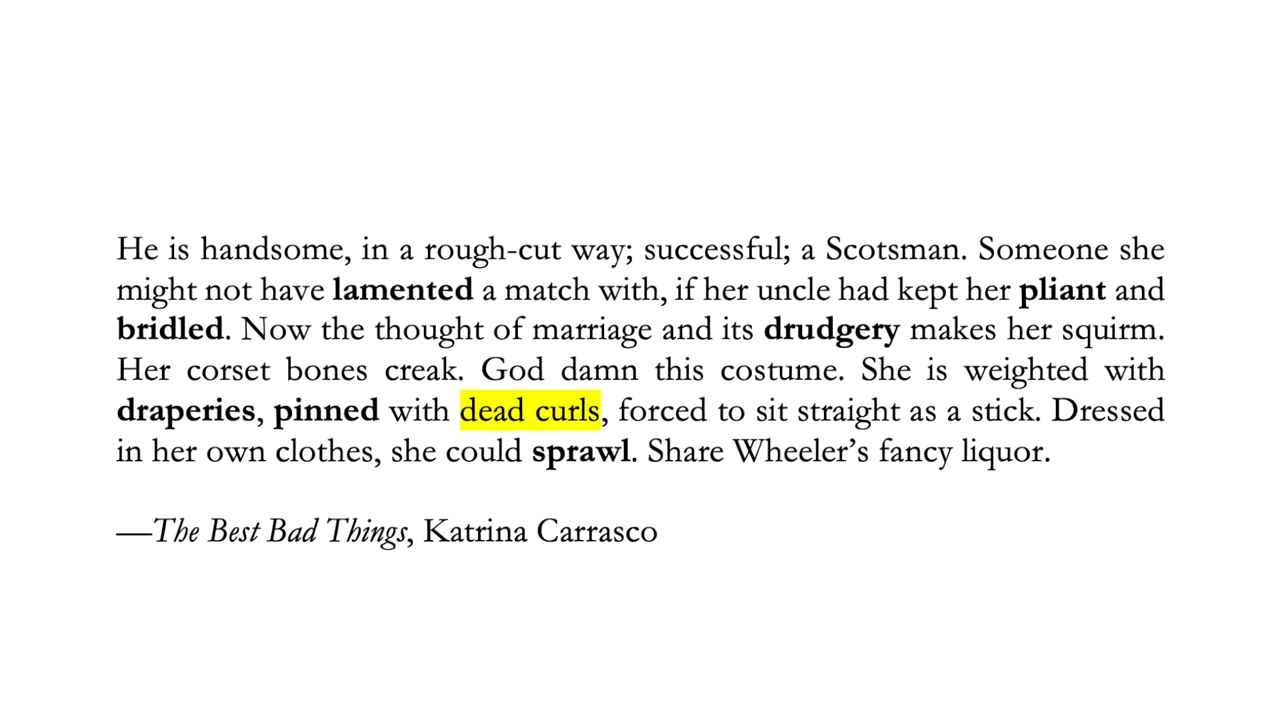 He is handsome, in a rough-cut way; successful; a Scotsman. Someone she
might not have lamented a match with, if her uncle had kept her pliant and
bridled. Now the thought of marriage and its drudgery makes her squirm.
Her corset bones creak. God damn this costume. She is weighted with
draperies, pinned with dead curls, forced to sit straight as a stick. Dressed
in her own clothes, she could sprawl. Share Wheeler’s fancy liquor.
—The Best Bad Things, Katrina Carrasco